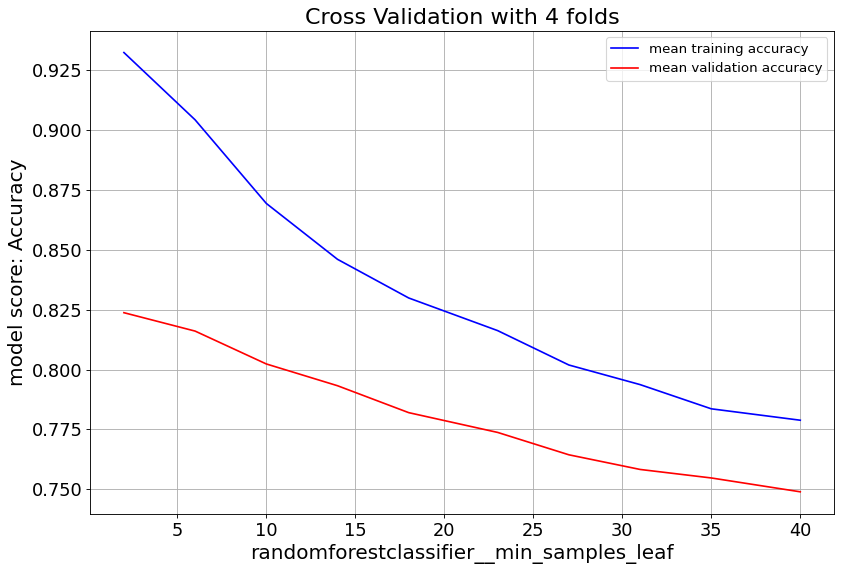 Cross Validation with 4 folds
mean training accuracy
mean validation accuracy
model score: Accuracy
0.925
0.900
0.875
0.850
0.825
0.800
0.775
0.750
5 10 15 20 25 30 35 40
randomforestclassifier__min_samples_leaf